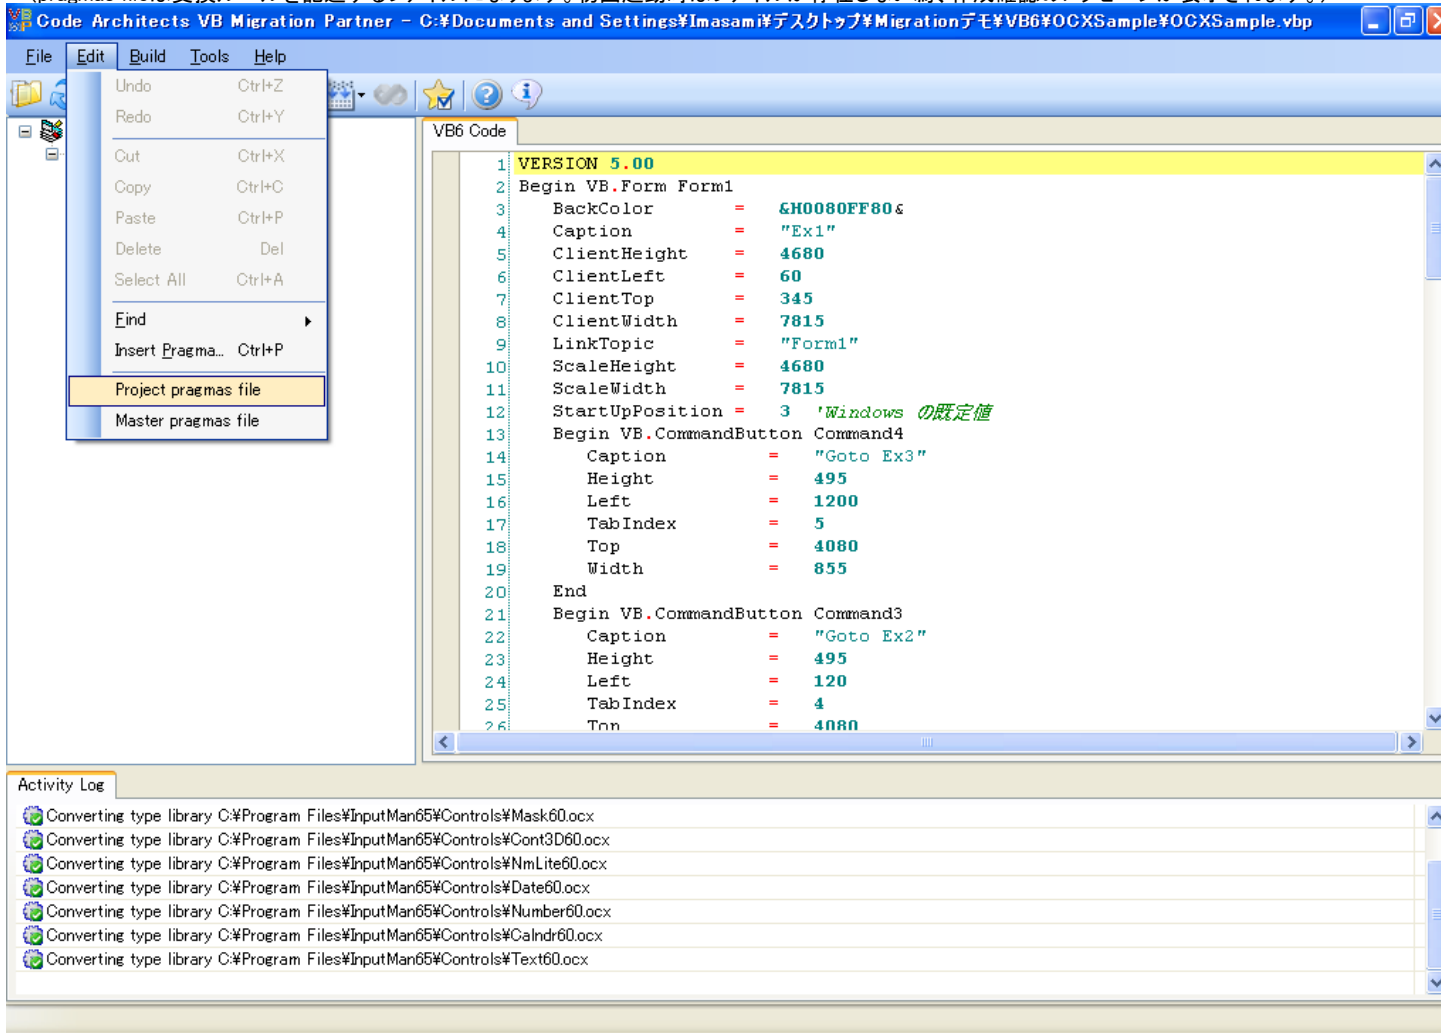 Code Architects VB Migration Partner - C:¥Documents and Settings¥Imasami¥デスクトップ¥Migrationデモ¥VB6¥OCXSample¥OCXSample.vbp
File Edit Build Tools Help
Undo Ctrl+Z
Redo Ctrl+Y
Cut Ctrl+X
Copy Ctrl+C
Paste Ctrl+P
Delete Del
Select All Ctrl+A
Find
Insert Pragma... Ctrl+P
Project pragmas file
Master pragmas file
VB6 Code
1 VERSION 5.00
2 Begin VB.Form Form1
3 BackColor = &H0080FF80&
4 Caption = "Ex1"
5 ClientHeight = 4680
6 ClientLeft = 60
7 ClientTop = 345
8 ClientWidth = 7815
9 LinkTopic = "Form1"
10 ScaleHeight = 4680
11 ScaleWidth = 7815
12 StartUpPosition = 3 'Windows の既定値
13 Begin VB.CommandButton Command4
14 Caption = "Goto Ex3"
15 Height = 495
16 Left = 1200
17 TabIndex = 5
18 Top = 4080
19 Width = 855
20 End
21 Begin VB.CommandButton Command3
22 Caption = "Goto Ex2"
23 Height = 495
24 Left = 120
25 TabIndex = 4
26 Top = 4080
Activity Log
Converting type library C:¥Program Files¥InputMan65¥Controls¥Mask60.ocx
Converting type library C:¥Program Files¥InputMan65¥Controls¥Cont3D60.ocx
Converting type library C:¥Program Files¥InputMan65¥Controls¥NmLite60.ocx
Converting type library C:¥Program Files¥InputMan65¥Controls¥Date60.ocx
Converting type library C:¥Program Files¥InputMan65¥Controls¥Number60.ocx
Converting type library C:¥Program Files¥InputMan65¥Controls¥Calndr60.ocx
Converting type library C:¥Program Files¥InputMan65¥Controls¥Text60.ocx